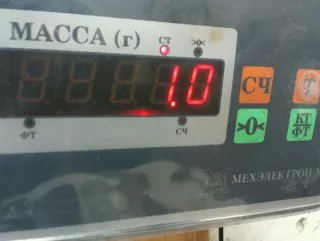 МАССА (г)
СТ
>0<
1.0
ФТ
СЧ
СЧ
Т
>0<
КТ
ФТ
МЕХЭЛЕКТРОН